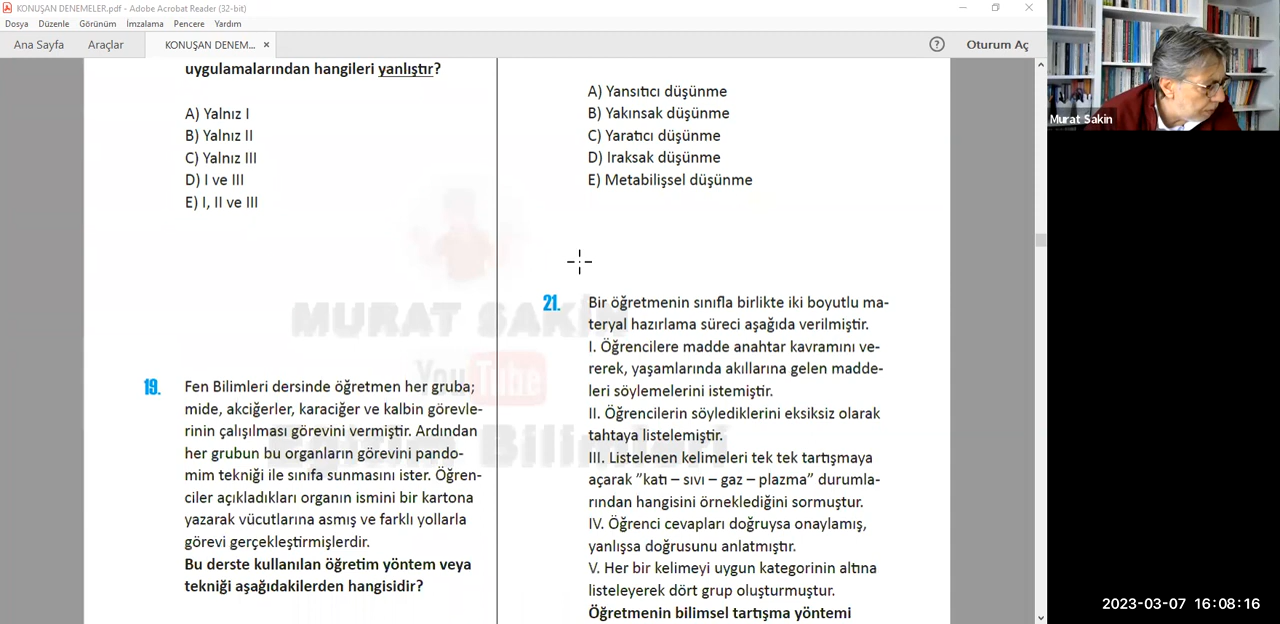 KONUŞAN DENEMELER.pdf - Adobe Acrobat Reader (32-bit)
Dosya Düzenle Görünüm İmzalama Pencere Yardım
Ana Sayfa Araçlar KONUŞAN DENEM... × Oturum Aç
uygulamalarından hangileri yanlıştır?
A) Yalnız I
B) Yalnız II
C) Yalnız III
D) I ve III
E) I, II ve III
19. Fen Bilimleri dersinde öğretmen her gruba;
mide, akciğerler, karaciğer ve kalbin görevle-
rinin çalışılması görevini vermiştir. Ardından
her grubun bu organların görevini pando-
mim tekniği ile sınıfa sunmasını ister. Öğren-
ciler açıkladıkları organın ismini bir kartona
yazarak vücutlarına asmış ve farklı yollarla
görevi gerçekleştirmişlerdir.
Bu derste kullanılan öğretim yöntem veya
tekniği aşağıdakilerden hangisidir?
A) Yansıtıcı düşünme
B) Yakınsak düşünme
C) Yaratıcı düşünme
D) Iraksak düşünme
E) Metabilişsel düşünme
21. Bir öğretmenin sınıfla birlikte iki boyutlu ma-
teryal hazırlama süreci aşağıda verilmiştir.
I. Öğrencilere madde anahtar kavramını ve-
rerek, yaşamlarında akıllarına gelen madde-
leri söylemelerini istemiştir.
II. Öğrencilerin söylediklerini eksiksiz olarak
tahtaya listelemiştir.
III. Listelenen kelimeleri tek tek tartışmaya
açarak ”katı – sıvı – gaz – plazma” durumla-
rından hangisini örneklediğini sormuştur.
IV. Öğrenci cevapları doğruysa onaylamış,
yanlışsa doğrusunu anlatmıştır.
V. Her bir kelimeyi uygun kategorinin altına
listeleyerek dört grup oluşturmuştur.
Öğretmenin bilimsel tartışma yöntemi
MURAT SAKİN
YouTube
Eğitim Bilimleri
Murat Sakin
2023-03-07 16:08:16